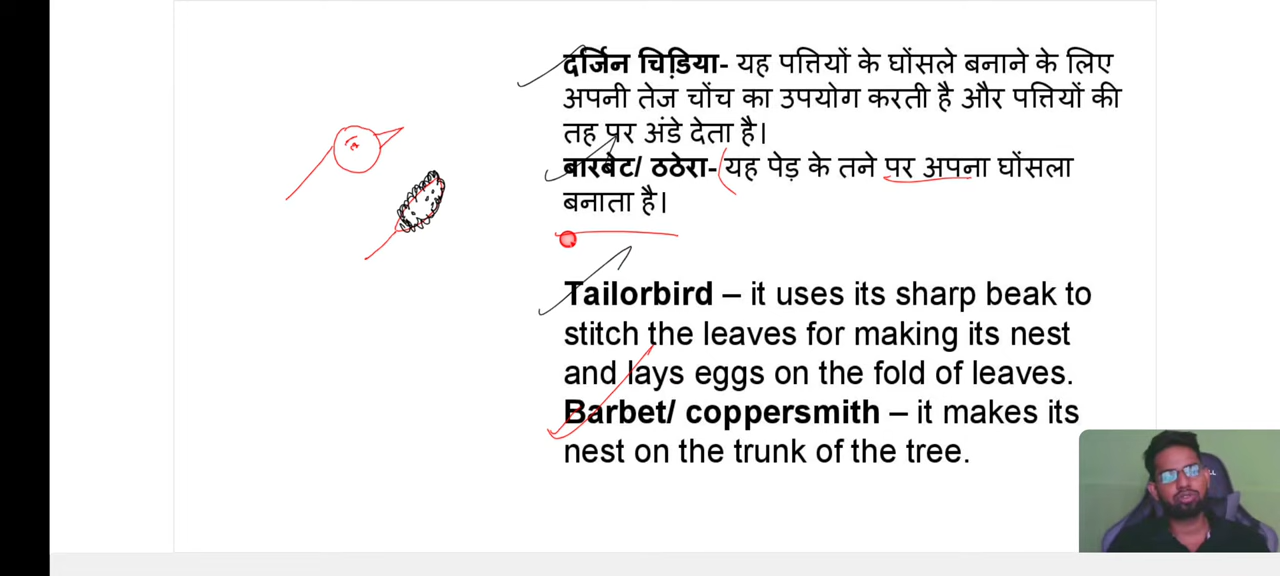 दर्जिन चिडिया- यह पत्तियों के घोंसले बनाने के लिए
अपनी तेज चोंच का उपयोग करती है और पत्तियों की
तह पर अंडे देता है।
बारबेट/ ठठेरा- यह पेड़ के तने पर अपना घोंसला
बनाता है।
Tailorbird – it uses its sharp beak to
stitch the leaves for making its nest
and lays eggs on the fold of leaves.
Barbet/ coppersmith – it makes its
nest on the trunk of the tree.